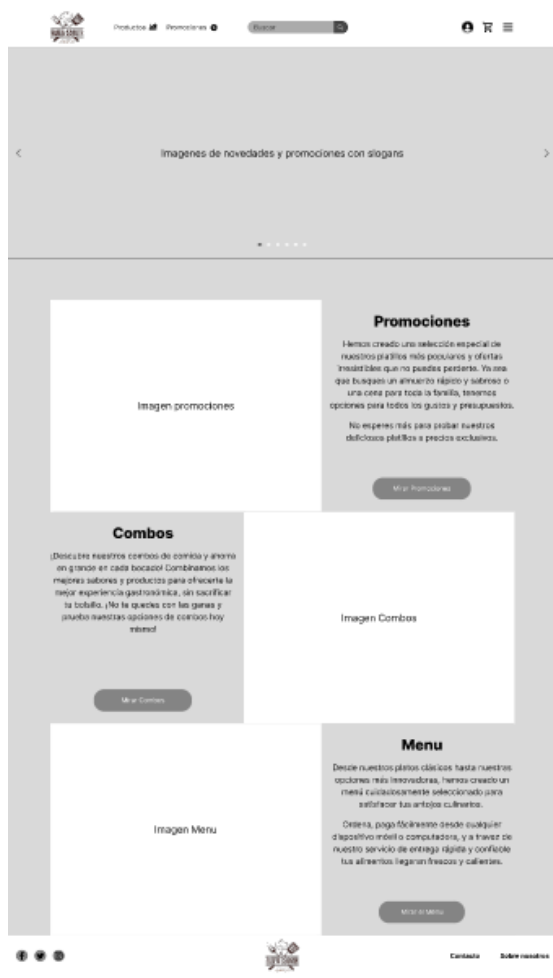 Productos Promociones Buscar
Imagenes de novedades y promociones con slogans
Imagen promociones
Promociones
Hemos creado una selección especial de
nuestros platillos más populares y ofertas
irresistibles que no puedes perderte. Ya sea
que busques un almuerzo rápido y sabroso o
una cena para toda la familia, tenemos
opciones para todos los gustos y presupuestos.
No esperes más para probar nuestros
deliciosos platillos a precios exclusivos.
Mirar Promociones
Combos
¡Descubre nuestros combos de comida y ahorra
en grande en cada bocado! Combinamos los
mejores sabores y productos para ofrecerte la
mejor experiencia gastronómica, sin sacrificar
tu bolsillo. ¡No te quedes con las ganas y
prueba nuestras opciones de combos hoy
mismo!
Mirar Combos
Imagen Combos
Imagen Menu
Menu
Desde nuestros platos clásicos hasta nuestras
opciones más innovadoras, hemos creado un
menú cuidadosamente seleccionado para
satisfacer tus antojos culinarios.
Ordena, paga fácilmente desde cualquier
dispositivo móvil o computadora, y a travez de
nuestro servicio de entrega rápida y confiable
tus alimentos llegaran frescos y calientes.
Mirar el Menu
Contacto Sobre nosotros